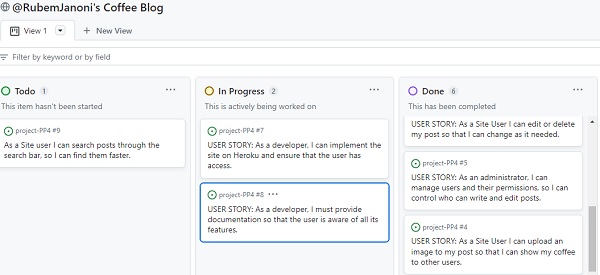 @RubemJanoni's Coffee Blog
View 1
+ New View
Filter by keyword or by field
Todo 1
This item hasn't been started
project-PP4 #9
As a Site user I can search posts through
the search bar, so I can find them faster.
In Progress 2
This is actively being worked on
project-PP4 #7
USER STORY: As a developer, I can implement the
site on Heroku and ensure that the user has
access.
project-PP4 #8
USER STORY: As a developer, I must provide
documentation so that the user is aware of all its
features.
Done 6
This has been completed
USER STORY: As a Site User I can edit or delete
my post so that I can change as it needed.
project-PP4 #5
USER STORY: As an administrator, I can
manage users and their permissions, so I can
control who can write and edit posts.
project-PP4 #4
USER STORY: As a Site User I can upload an
image to my post so that I can show my coffee
to other users.